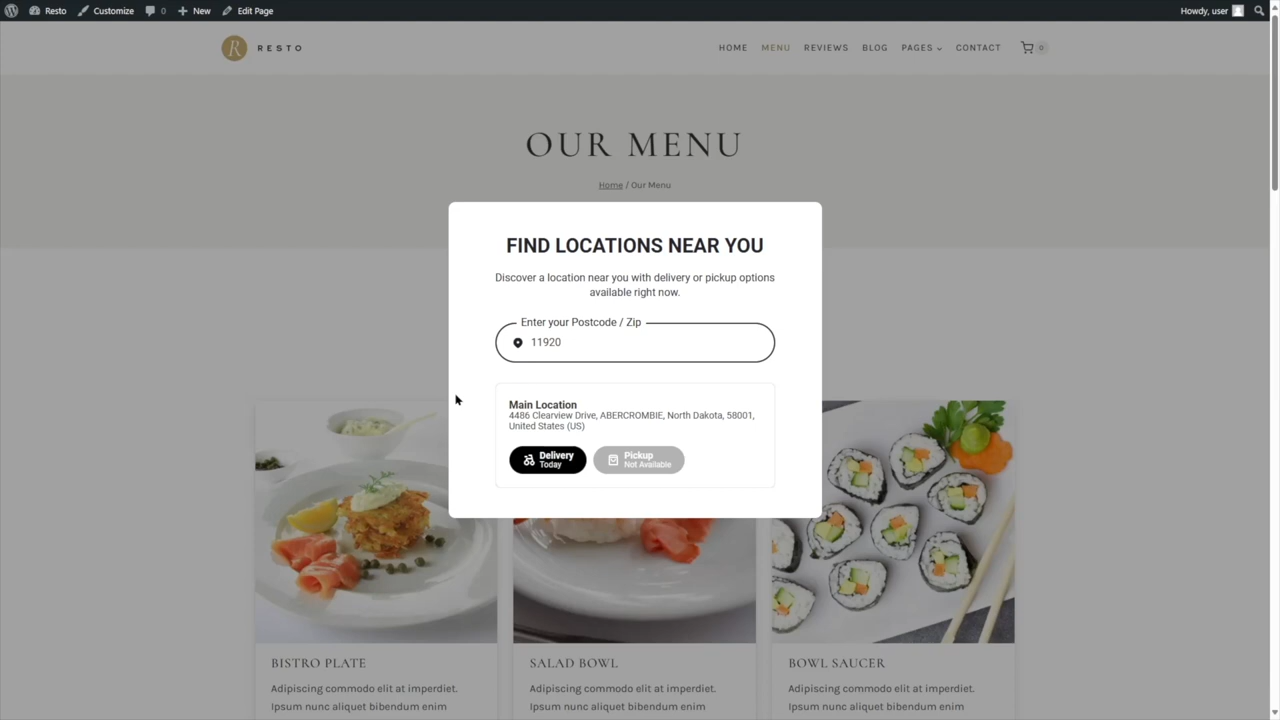 Resto
Customize
0
New
Edit Page
Howdy, user
R
RESTO
HOME
MENU
REVIEWS
BLOG
PAGES
CONTACT
0
OUR MENU
Home / Our Menu
FIND LOCATIONS NEAR YOU
Discover a location near you with delivery or pickup options
available right now.
Enter your Postcode / Zip
11920
Main Location
4486 Clearview Drive, ABERCROMBIE, North Dakota, 58001,
United States (US)
Delivery
Today
Pickup
Not Available
BISTRO PLATE
Adipiscing commodo elit at imperdiet.
Ipsum nunc aliquet bibendum enim
SALAD BOWL
Adipiscing commodo elit at imperdiet.
Ipsum nunc aliquet bibendum enim
BOWL SAUCER
Adipiscing commodo elit at imperdiet.
Ipsum nunc aliquet bibendum enim